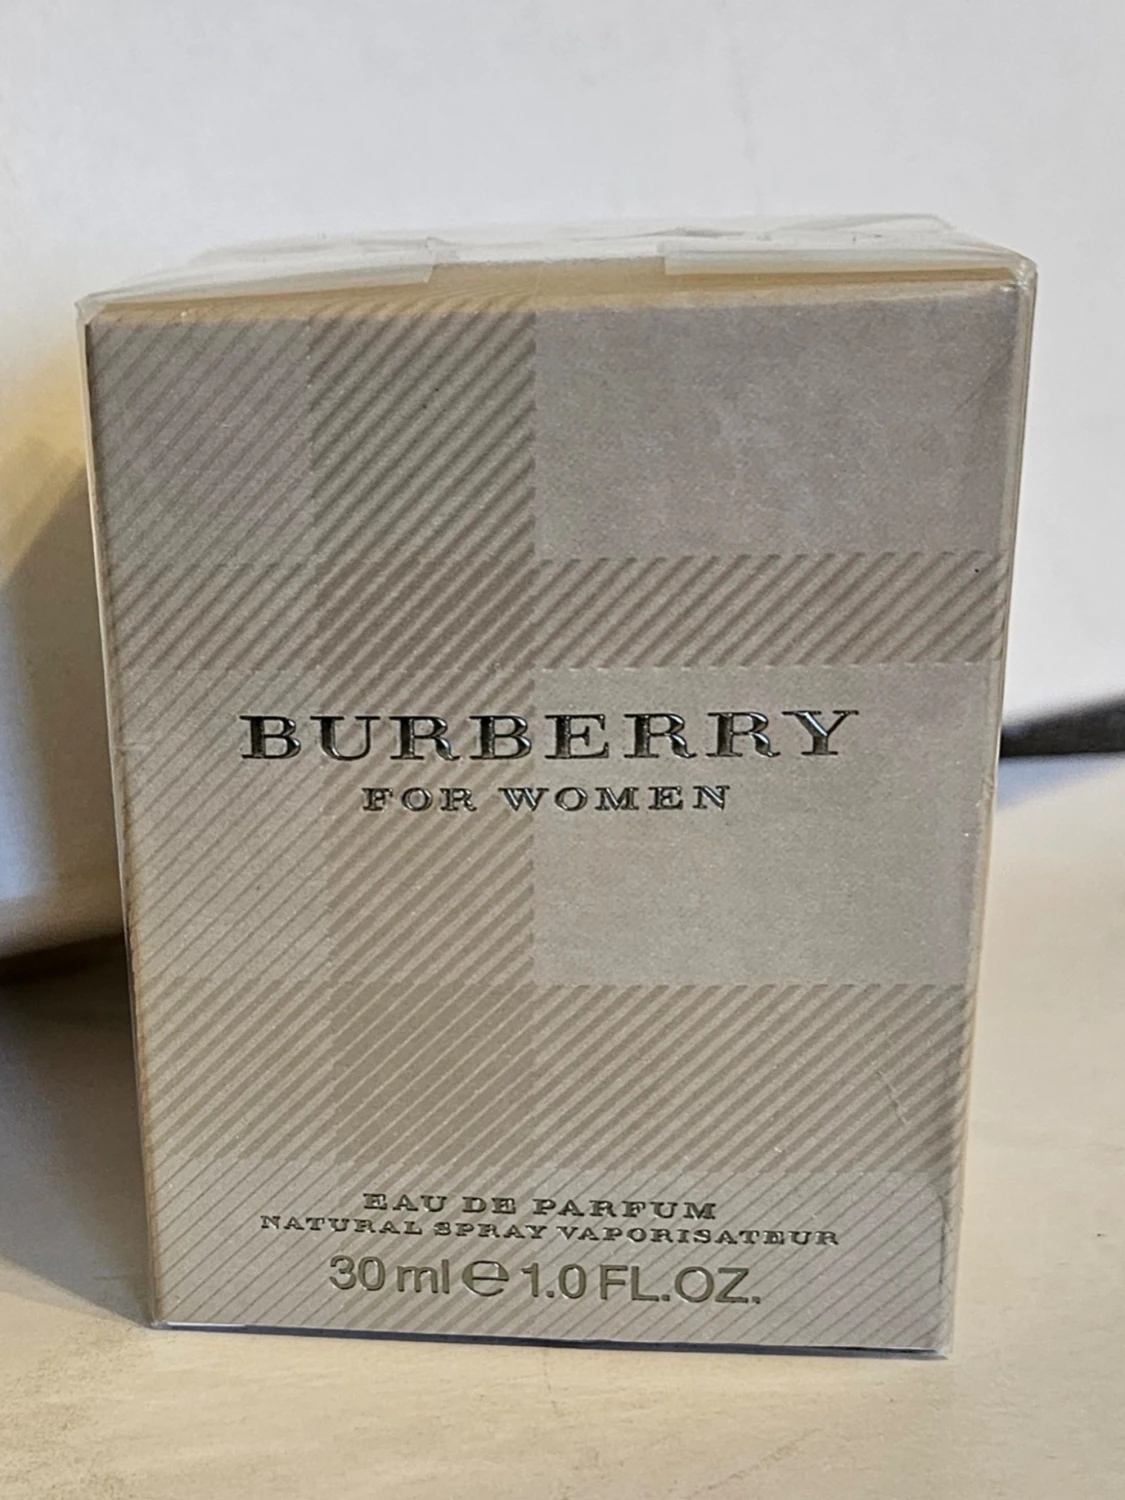 BURBERRY
FOR WOMEN
EAU DE PARFUM
NATURAL SPRAY VAPORISATEUR
30 ml ℮ 1.0 FL.OZ.